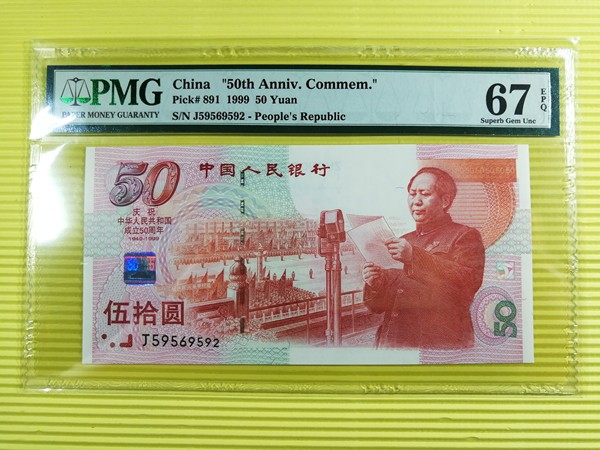 PMG
PAPER MONEY GUARANTY
China "50th Anniv. Commem."
Pick# 891 1999 50 Yuan
S/N J59569592 - People's Republic
67 EPQ
Superb Gem Unc
50
中国人民银行
庆祝
中华人民共和国
成立50周年
1949-1999
伍拾圆
J59569592
50